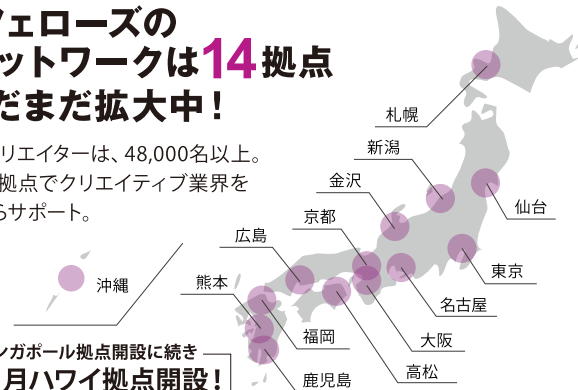 フェローズの
ットワークは14拠点
だまだ拡大中！
リエイターは、48,000名以上。
拠点でクリエイティブ業界を
らサポート。
札幌
新潟
金沢
仙台
京都
広島
東京
沖縄
熊本
名古屋
福岡
大阪
高松
鹿児島
ンガポール拠点開設に続き
月ハワイ拠点開設！